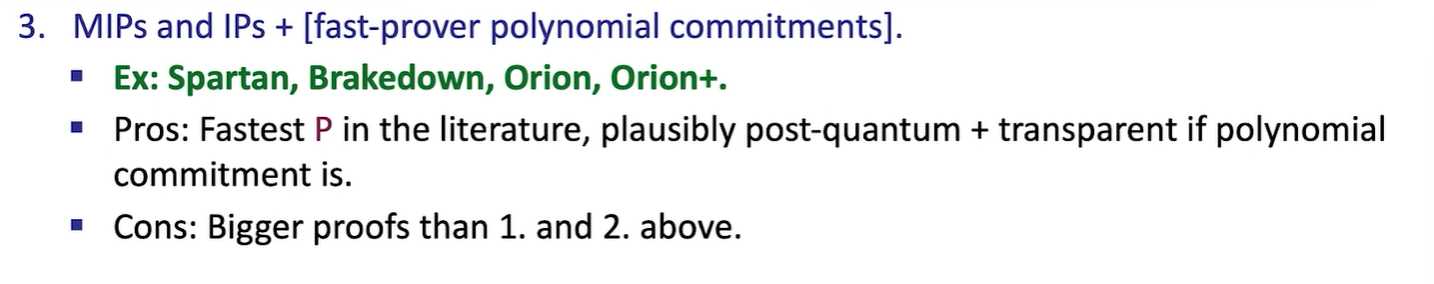 3. MIPs and IPs + [fast-prover polynomial commitments].
▪ Ex: Spartan, Brakedown, Orion, Orion+.
▪ Pros: Fastest P in the literature, plausibly post-quantum + transparent if polynomial
commitment is.
▪ Cons: Bigger proofs than 1. and 2. above.